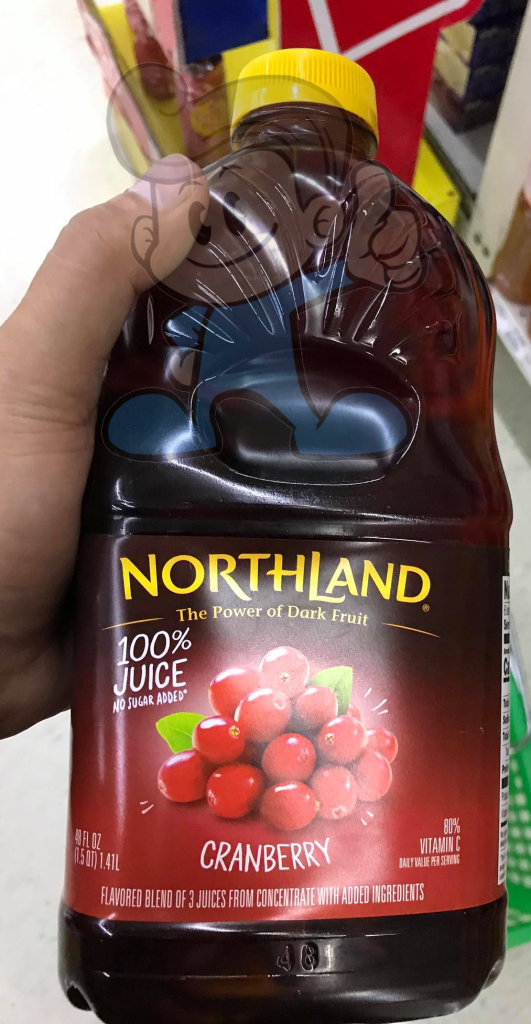 NORTHLAND®
The Power of Dark Fruit
100%
JUICE
NO SUGAR ADDED*
48 FL OZ
(1.5 QT) 1.41L
80%
VITAMIN C
DAILY VALUE PER SERVING
CRANBERRY
FLAVORED BLEND OF 3 JUICES FROM CONCENTRATE WITH ADDED INGREDIENTS